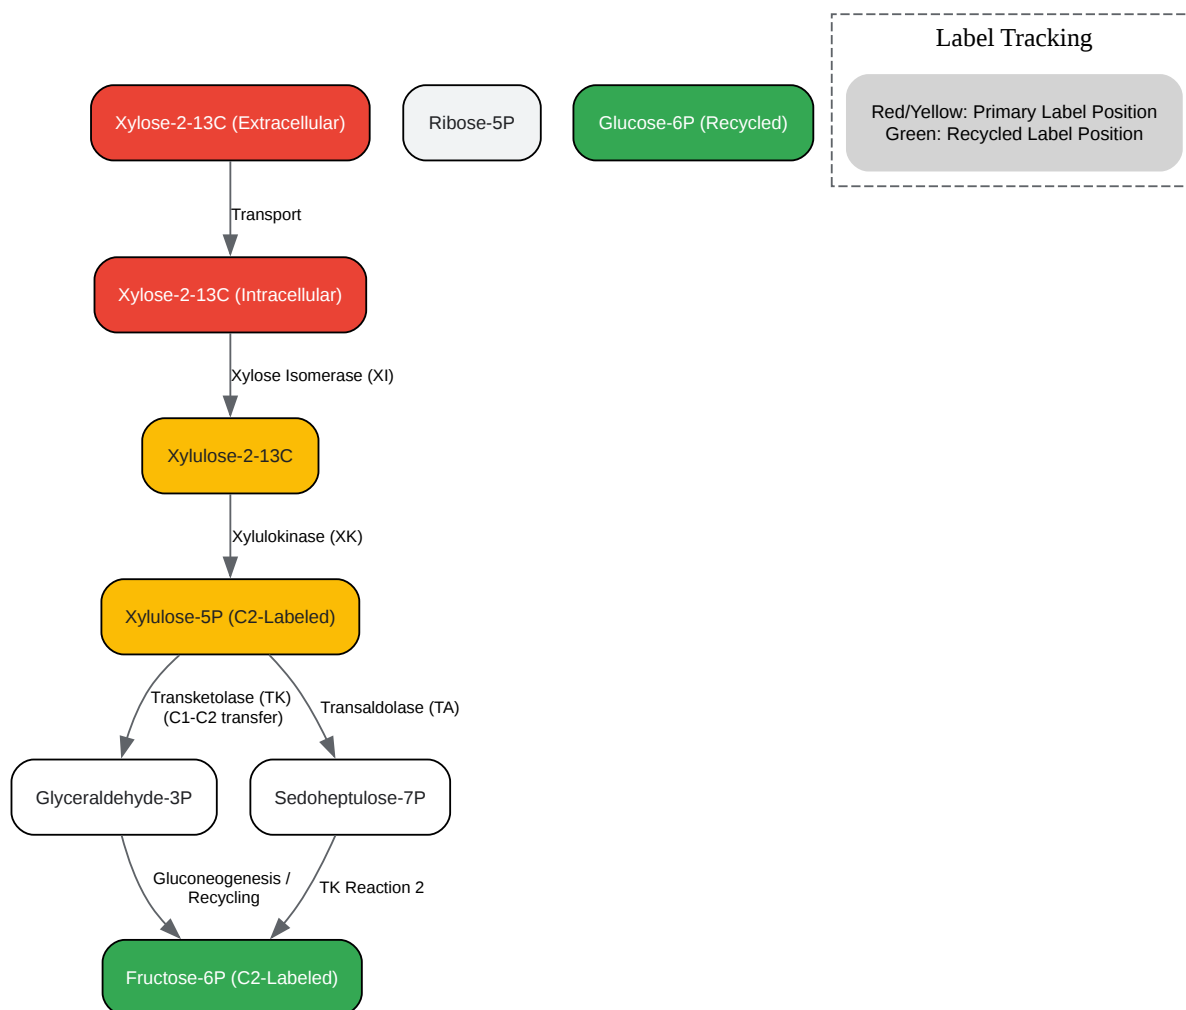 Label Tracking
Xylose-2-13C (Extracellular)
Ribose-5P
Glucose-6P (Recycled)
Red/Yellow: Primary Label Position
Green: Recycled Label Position
Transport
Xylose-2-13C (Intracellular)
Xylose Isomerase (XI)
Xylulose-2-13C
Xylulokinase (XK)
Xylulose-5P (C2-Labeled)
Transketolase (TK)
(C1-C2 transfer)
Transaldolase (TA)
Glyceraldehyde-3P
Sedoheptulose-7P
Gluconeogenesis /
Recycling
TK Reaction 2
Fructose-6P (C2-Labeled)